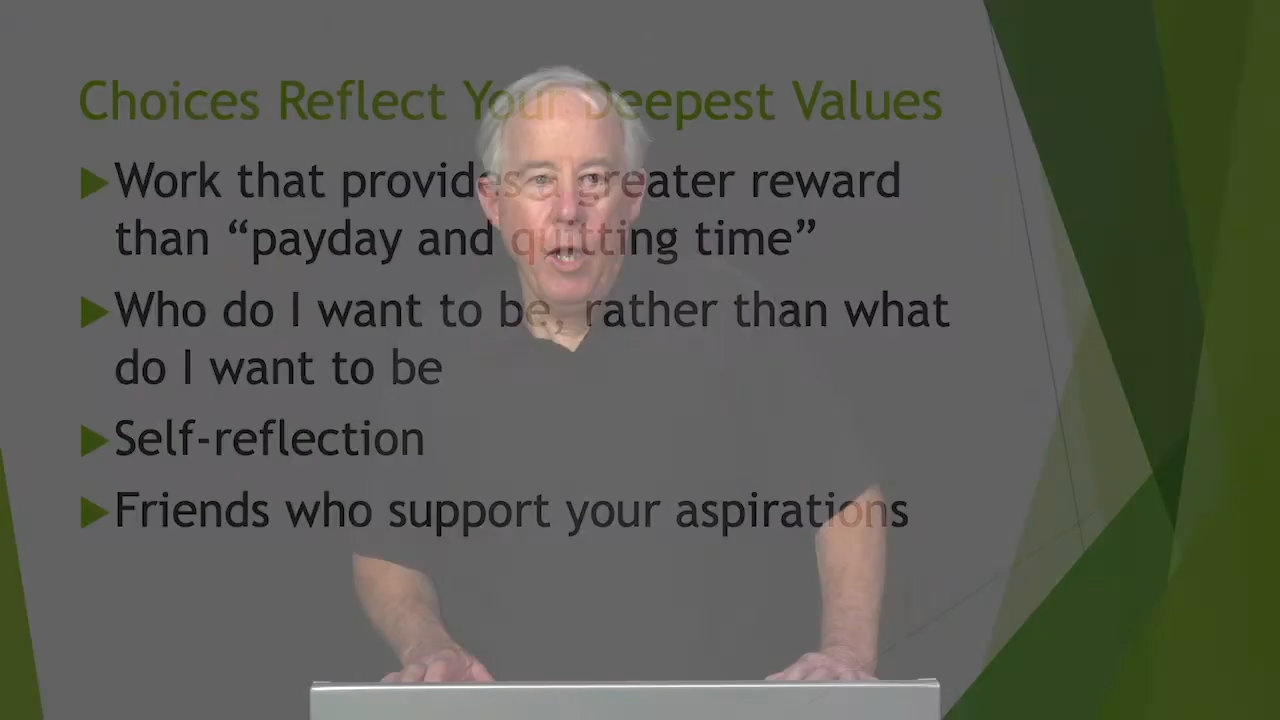 Choices Reflect Your Deepest Values
Work that provides greater reward
than “payday and quitting time”
Who do I want to be, rather than what
do I want to be
Self-reflection
Friends who support your aspirations